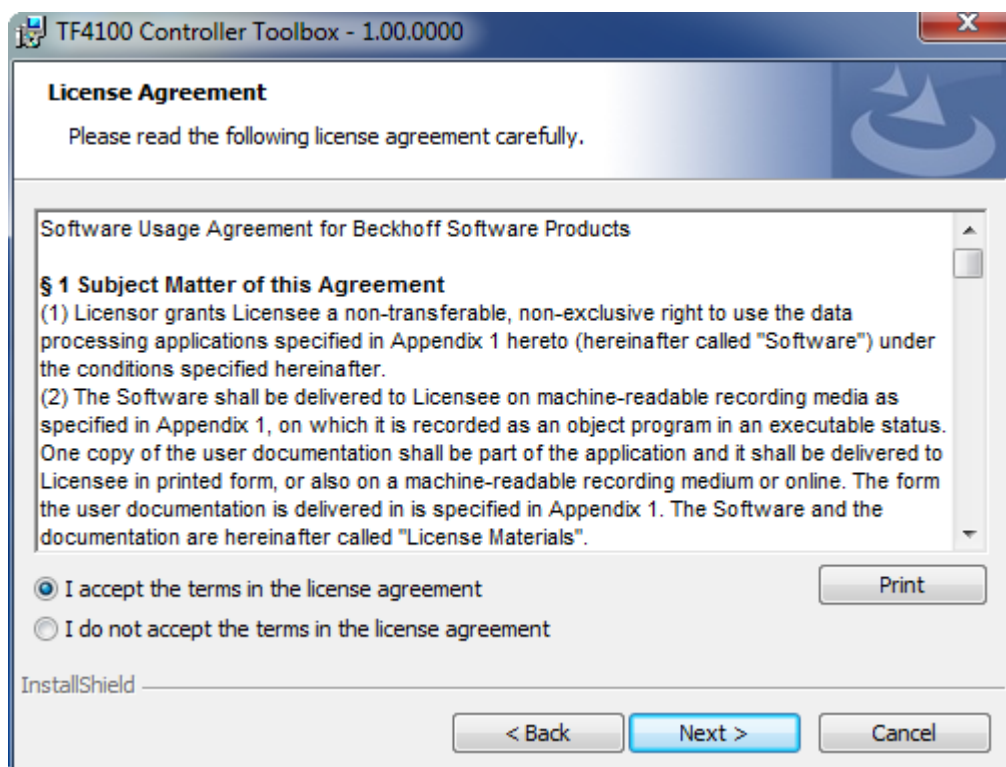 TF4100 Controller Toolbox - 1.00.0000
License Agreement
Please read the following license agreement carefully.
Software Usage Agreement for Beckhoff Software Products
§ 1 Subject Matter of this Agreement
(1) Licensor grants Licensee a non-transferable, non-exclusive right to use the data
processing applications specified in Appendix 1 hereto (hereinafter called "Software") under
the conditions specified hereinafter.
(2) The Software shall be delivered to Licensee on machine-readable recording media as
specified in Appendix 1, on which it is recorded as an object program in an executable status.
One copy of the user documentation shall be part of the application and it shall be delivered to
Licensee in printed form, or also on a machine-readable recording medium or online. The form
the user documentation is delivered in is specified in Appendix 1. The Software and the
documentation are hereinafter called "License Materials".
I accept the terms in the license agreement
Print
I do not accept the terms in the license agreement
InstallShield
< Back
Next >
Cancel